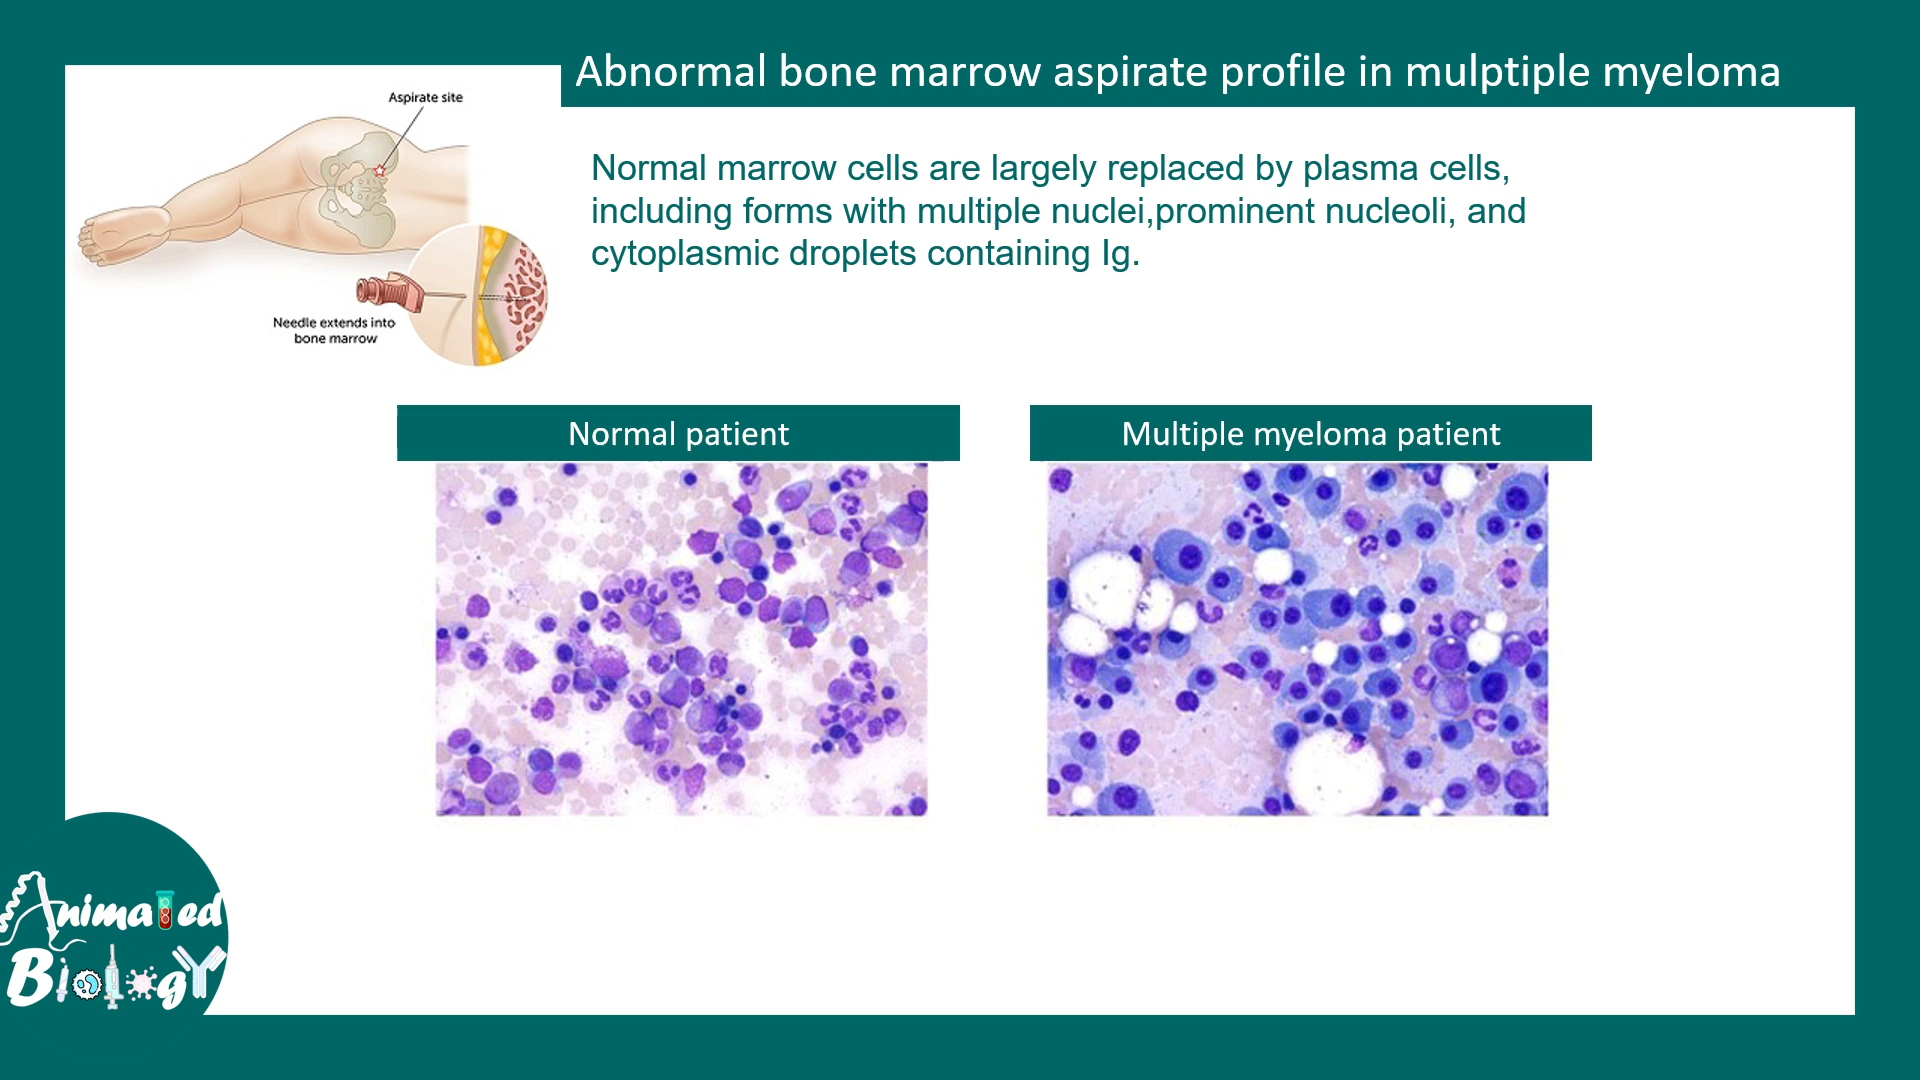 Abnormal bone marrow aspirate profile in mulptiple myeloma
Aspirate site
Needle extends into
bone marrow
Normal marrow cells are largely replaced by plasma cells,
including forms with multiple nuclei,prominent nucleoli, and
cytoplasmic droplets containing Ig.
Normal patient
Multiple myeloma patient
Animated
Biology